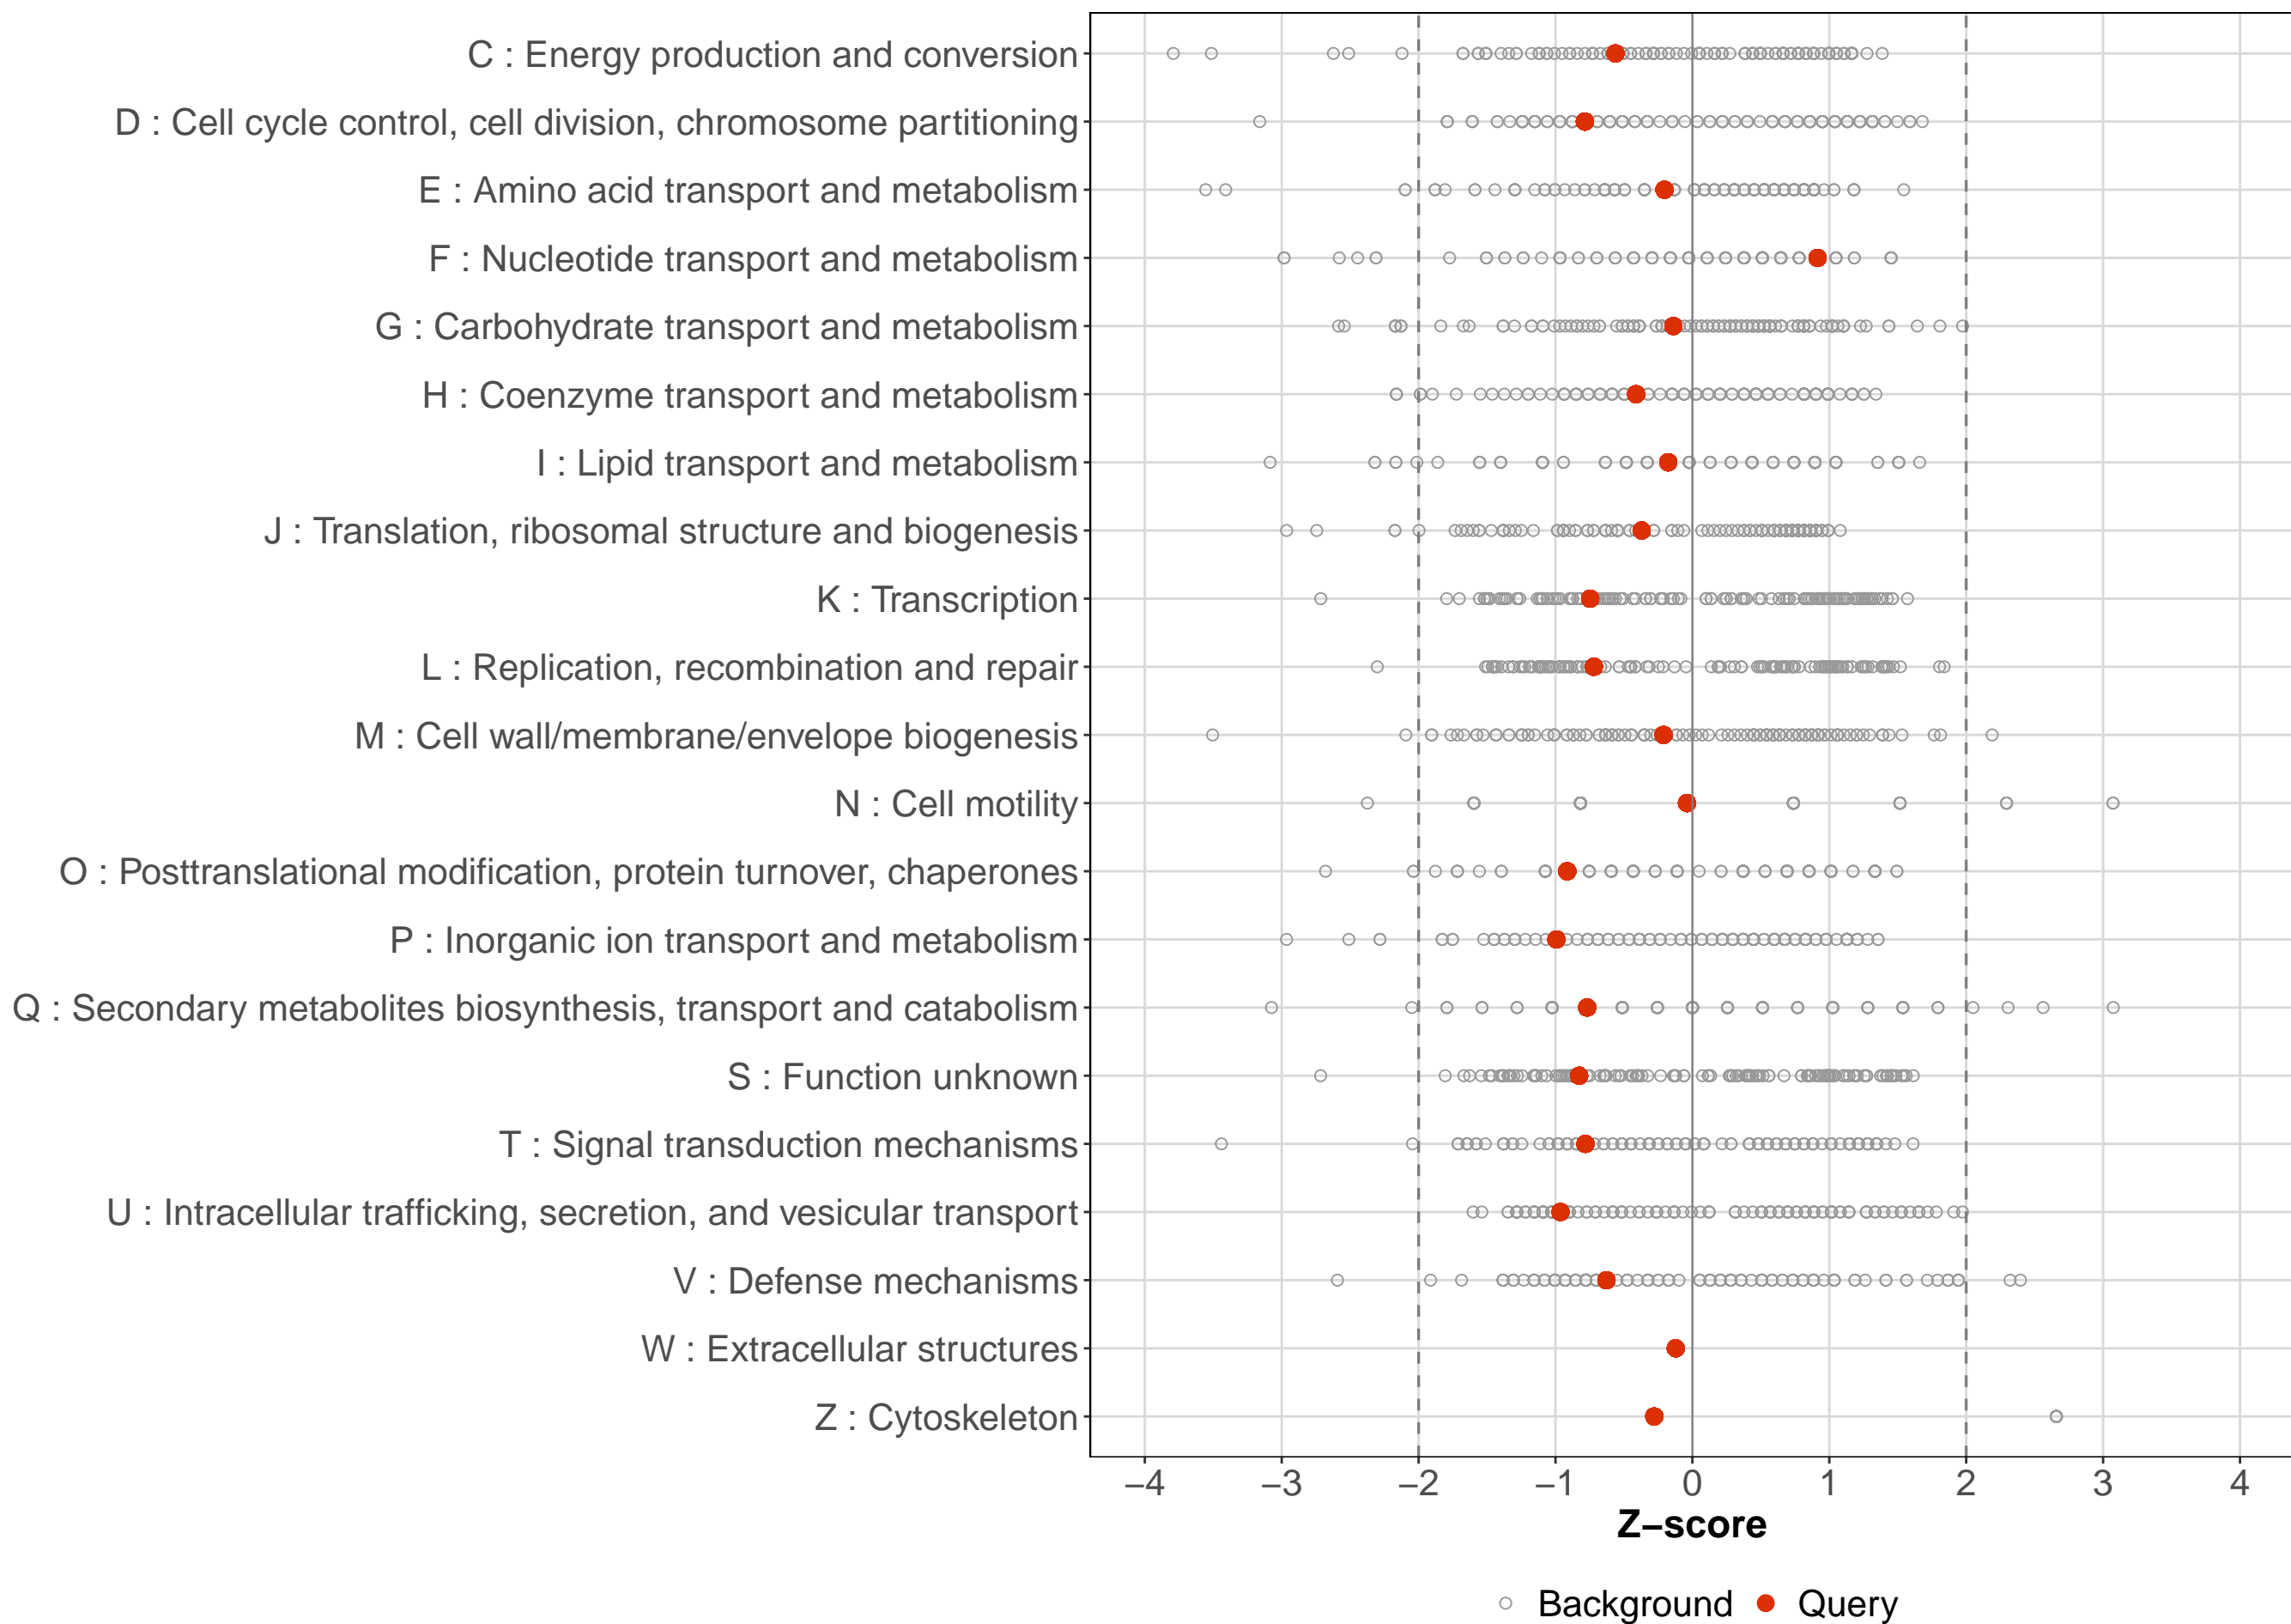 C : Energy production and conversion
D : Cell cycle control, cell division, chromosome partitioning
E : Amino acid transport and metabolism
F : Nucleotide transport and metabolism
G : Carbohydrate transport and metabolism
H : Coenzyme transport and metabolism
I : Lipid transport and metabolism
J : Translation, ribosomal structure and biogenesis
K : Transcription
L : Replication, recombination and repair
M : Cell wall/membrane/envelope biogenesis
N : Cell motility
O : Posttranslational modification, protein turnover, chaperones
P : Inorganic ion transport and metabolism
Q : Secondary metabolites biosynthesis, transport and catabolism
S : Function unknown
T : Signal transduction mechanisms
U : Intracellular trafficking, secretion, and vesicular transport
V : Defense mechanisms
W : Extracellular structures
Z : Cytoskeleton
−4 −3 −2 −1 0 1 2 3 4
Z−score
Background Query